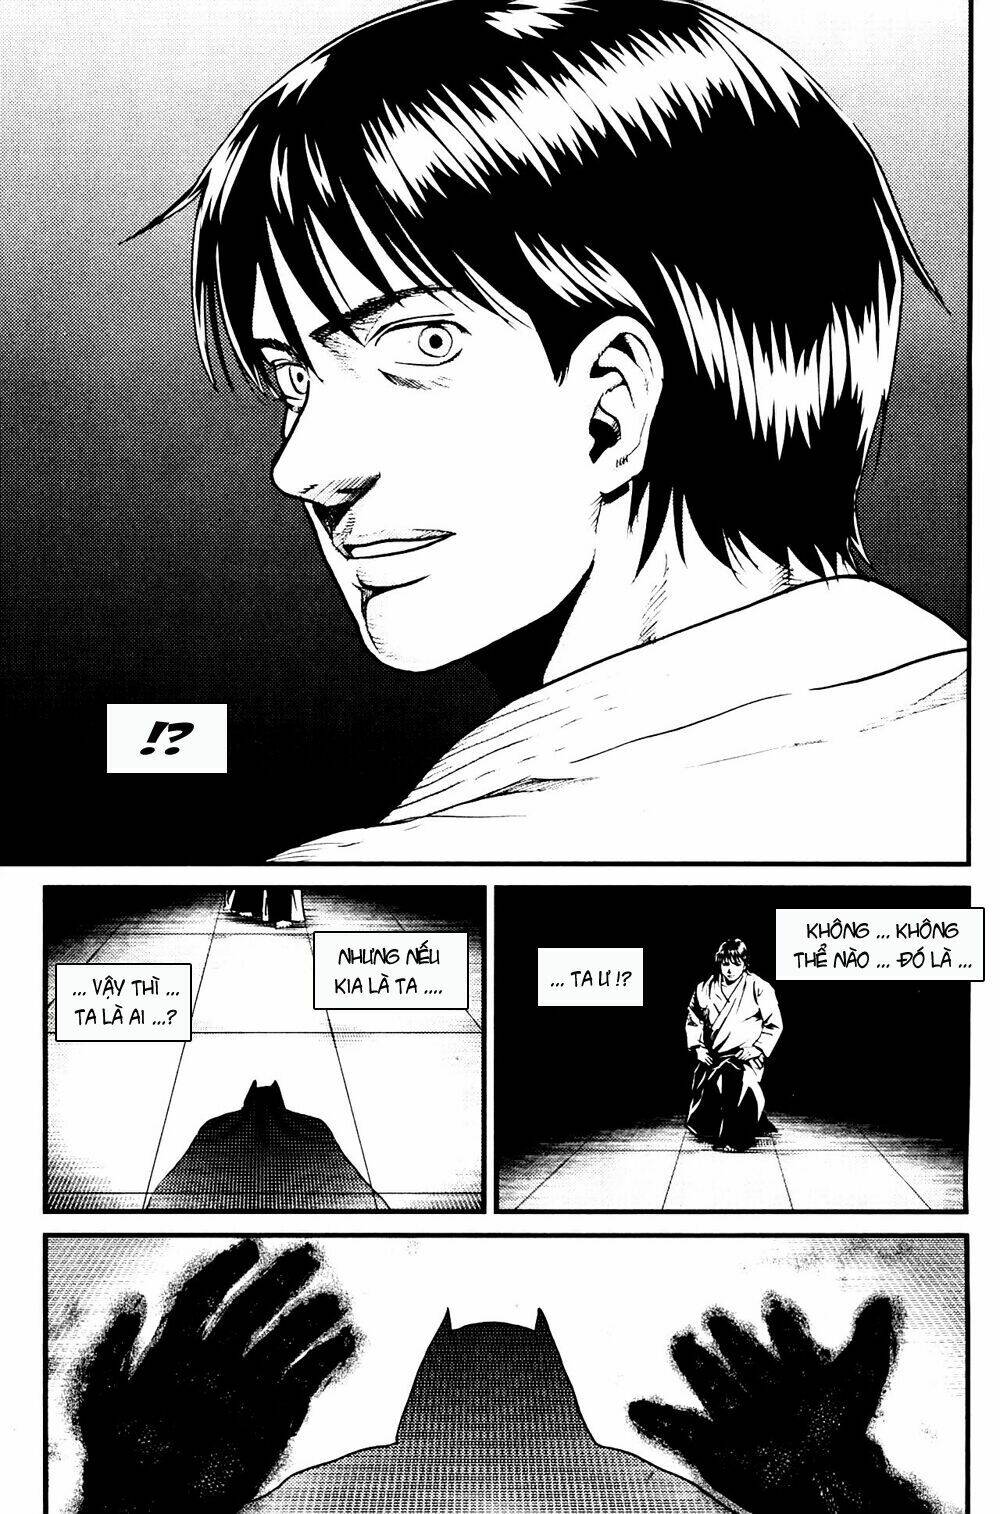 !?
KHÔNG ... KHÔNG
THỂ NÀO ... ĐÓ LÀ ...
... TA Ư !?
NHƯNG NẾU
KIA LÀ TA ....
... VẬY THÌ ...
TA LÀ AI ...?